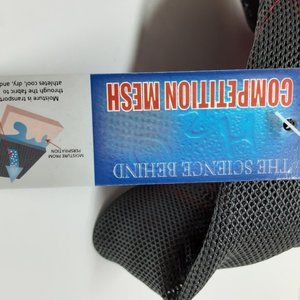 THE SCIENCE BEHIND
COMPETITION MESH
MOISTURE FROM
PERSPIRATION
Moisture is transport
through the fabric to
athletes cool, dry, and